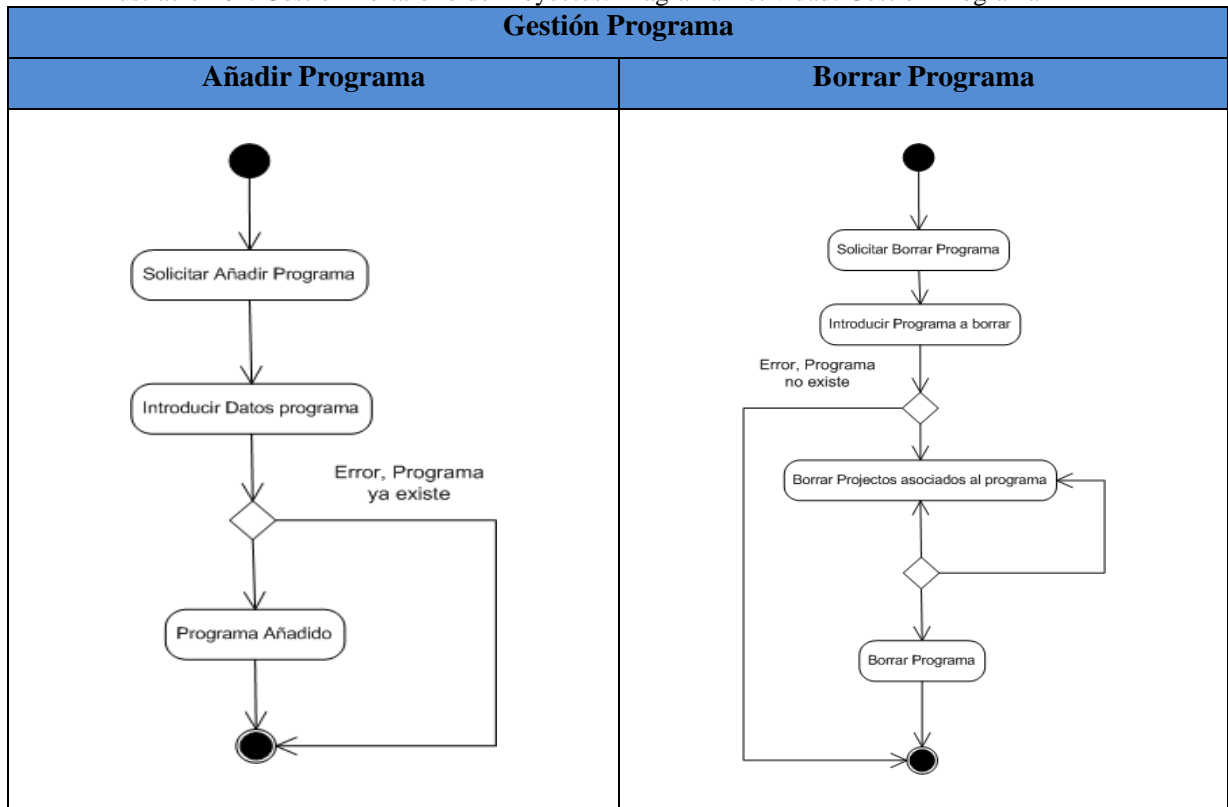 Gestión Programa
Añadir Programa
Borrar Programa
Solicitar Añadir Programa
Introducir Datos programa
Error, Programa
ya existe
Programa Añadido
Solicitar Borrar Programa
Introducir Programa a borrar
Error, Programa
no existe
Borrar Projectos asociados al programa
Borrar Programa